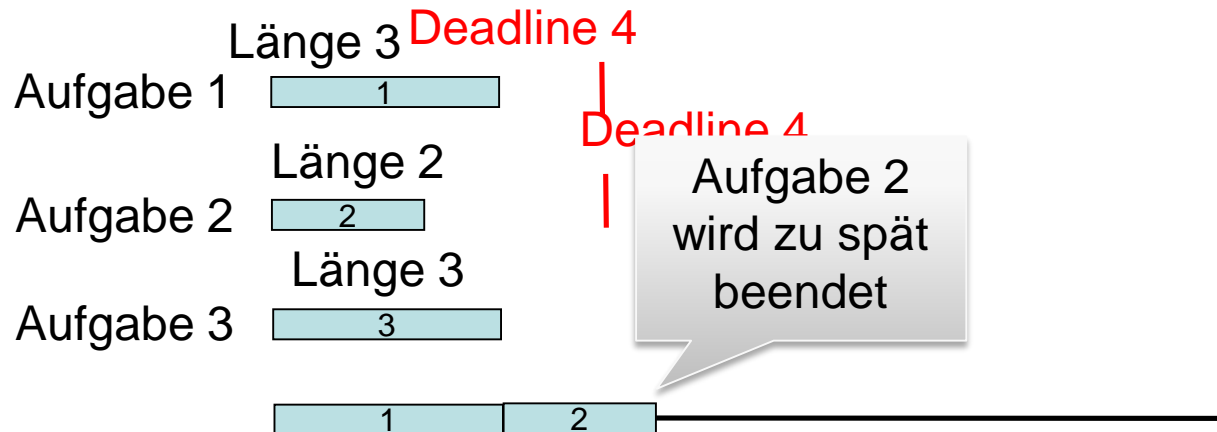 Länge 3 Deadline 4
Aufgabe 1 1
Deadline 4
Länge 2
Aufgabe 2 2
Länge 3
Aufgabe 3 3
Aufgabe 2
wird zu spät
beendet
1 2